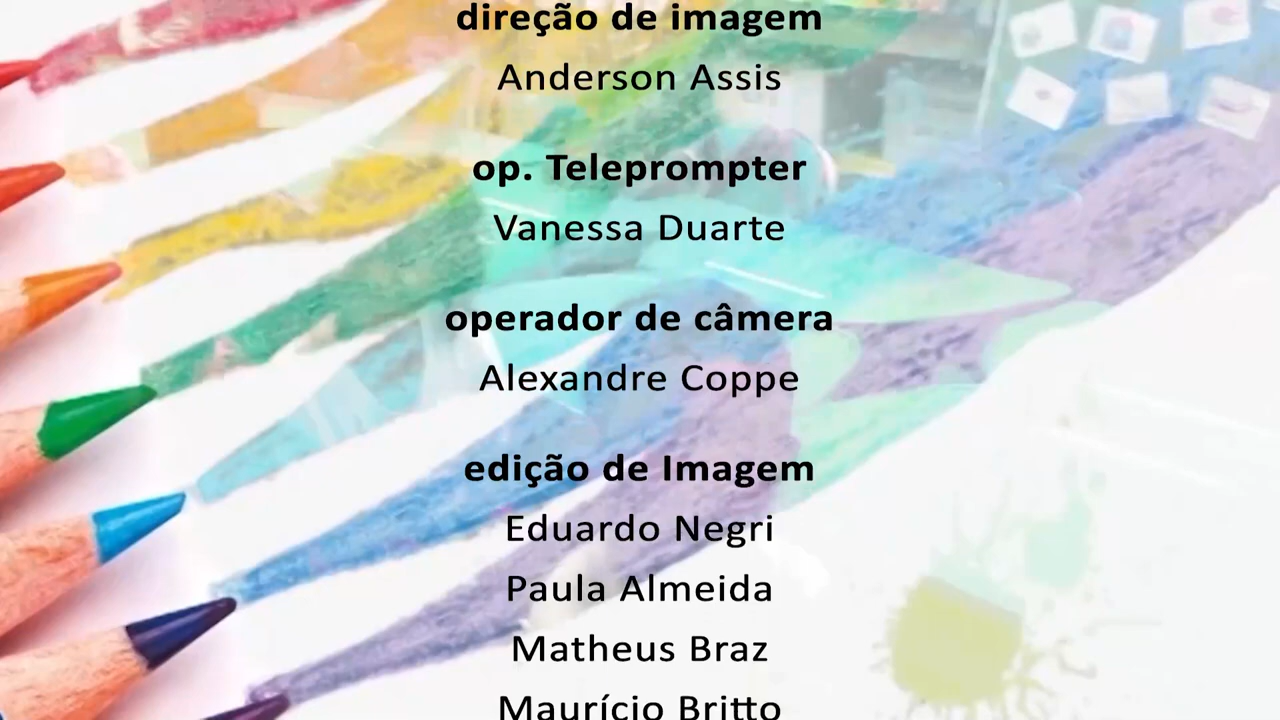 direção de imagem
Anderson Assis
op. Teleprompter
Vanessa Duarte
operador de câmera
Alexandre Coppe
edição de Imagem
Eduardo Negri
Paula Almeida
Matheus Braz
Maurício Britto